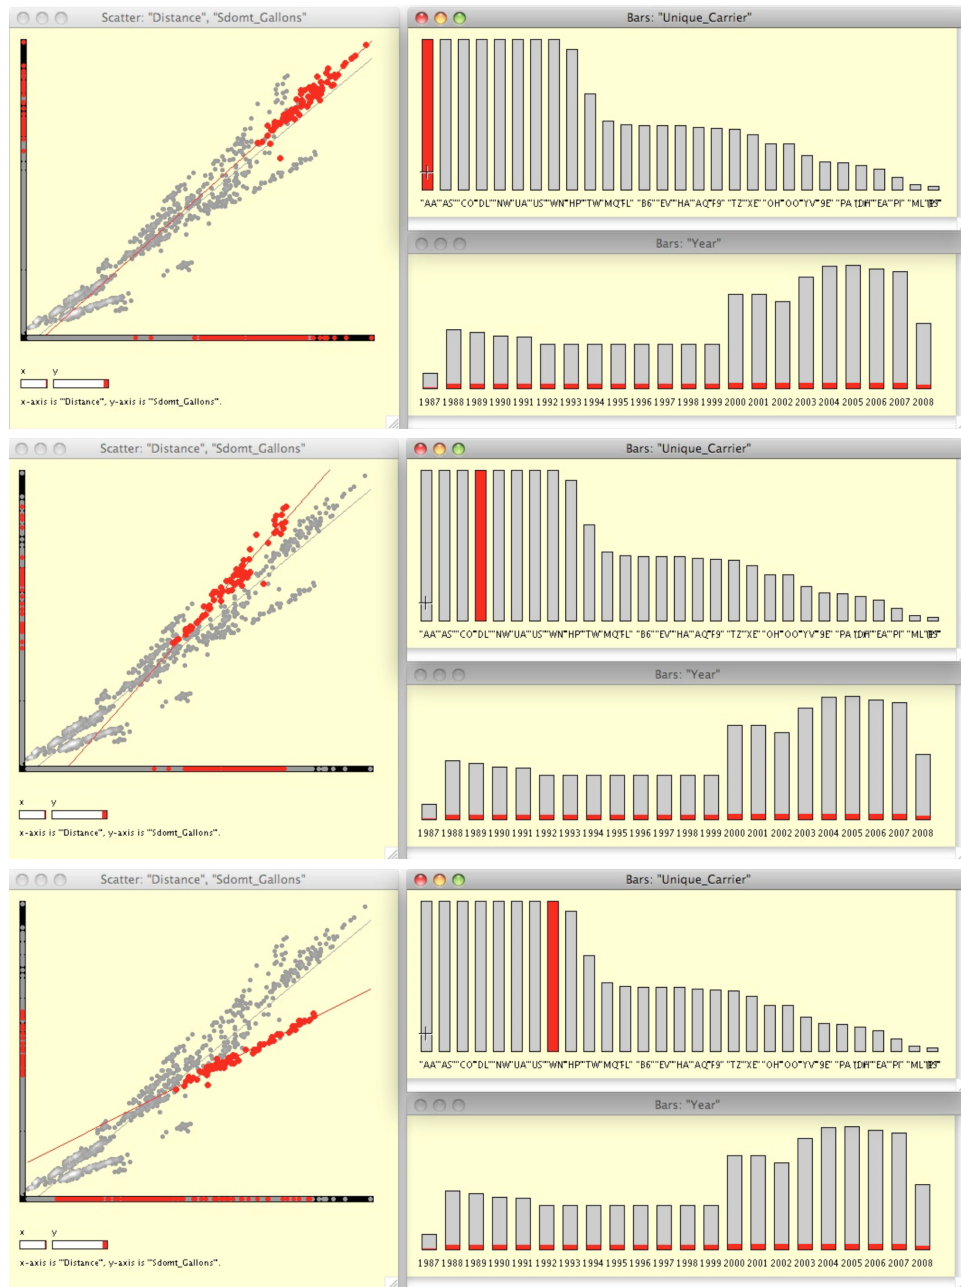 Scatter: "Distance", "Sdomt_Gallons"
Bars: "Unique_Carrier"
"AA" "AS" "CO" "DL" "NW" "UA" "US" "WN" "HP" "TW" "MQ" "FL" "B6" "EV" "HA" "AQ" "F9" "TZ" "XE" "OH" "OO" "YV" "9E" "PA "DH" "EA" "PI" "ML"
Bars: "Year"
1987 1988 1989 1990 1991 1992 1993 1994 1995 1996 1997 1998 1999 2000 2001 2002 2003 2004 2005 2006 2007 2008
x y
x-axis is "Distance", y-axis is "Sdomt_Gallons".
Scatter: "Distance", "Sdomt_Gallons"
Bars: "Unique_Carrier"
"AA" "AS" "CO" "DL" "NW" "UA" "US" "WN" "HP" "TW" "MQ" "FL" "B6" "EV" "HA" "AQ" "F9" "TZ" "XE" "OH" "OO" "YV" "9E" "PA "DH" "EA" "PI" "ML"
Bars: "Year"
1987 1988 1989 1990 1991 1992 1993 1994 1995 1996 1997 1998 1999 2000 2001 2002 2003 2004 2005 2006 2007 2008
x y
x-axis is "Distance", y-axis is "Sdomt_Gallons".
Scatter: "Distance", "Sdomt_Gallons"
Bars: "Unique_Carrier"
"AA" "AS" "CO" "DL" "NW" "UA" "US" "WN" "HP" "TW" "MQ" "FL" "B6" "EV" "HA" "AQ" "F9" "TZ" "XE" "OH" "OO" "YV" "9E" "PA "DH" "EA" "PI" "ML"
Bars: "Year"
1987 1988 1989 1990 1991 1992 1993 1994 1995 1996 1997 1998 1999 2000 2001 2002 2003 2004 2005 2006 2007 2008
x y
x-axis is "Distance", y-axis is "Sdomt_Gallons".